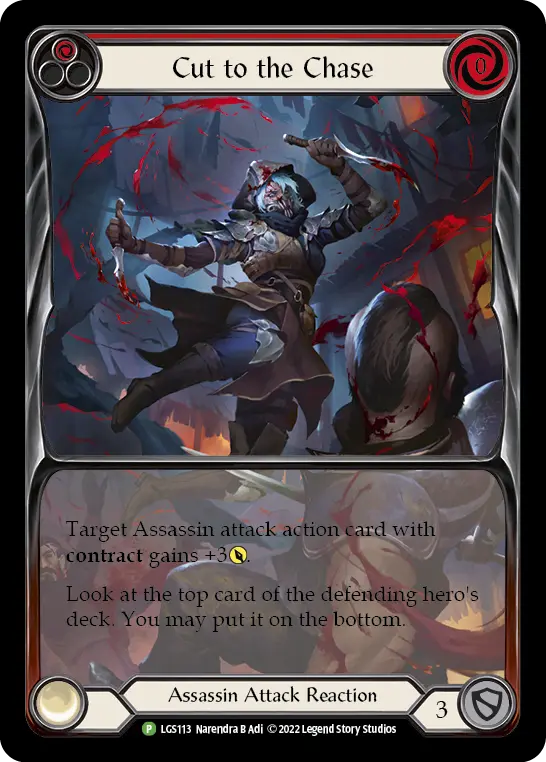 Cut to the Chase
0
Target Assassin attack action card with
contract gains +3.
Look at the top card of the defending hero's
deck. You may put it on the bottom.
Assassin Attack Reaction
3
P LGS113 Narendra B Adi © 2022 Legend Story Studios